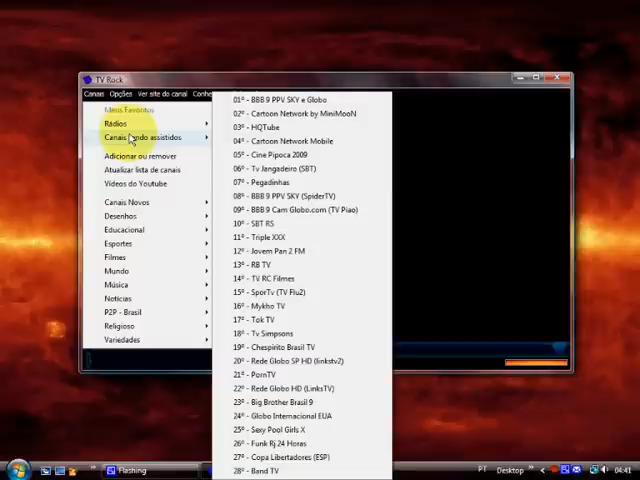 TV Rock
Canais Opções Ver site do canal Conhe
Meus Favoritos
Rádios
Canais sendo assistidos
Adicionar ou remover
Atualizar lista de canais
Vídeos do Youtube
Canais Novos
Desenhos
Educacional
Esportes
Filmes
Mundo
Música
Notícias
P2P - Brasil
Religioso
Variedades
01º - BBB 9 PPV SKY e Globo
02º - Cartoon Network by MiniMooN
03º - HQTube
04º - Cartoon Network Mobile
05º - Cine Pipoca 2009
06º - Tv Jangadeiro (SBT)
07º - Pegadinhas
08º - BBB 9 PPV SKY (SpiderTV)
09º - BBB 9 Cam Globo.com (TV Piao)
10º - SBT RS
11º - Triple XXX
12º - Jovem Pan 2 FM
13º - RB TV
14º - TV RC Filmes
15º - SporTv (TV Flu2)
16º - Mykho TV
17º - Tok TV
18º - Tv Simpsons
19º - Chespirito Brasil TV
20º - Rede Globo SP HD (linkstv2)
21º - PornTV
22º - Rede Globo HD (LinksTV)
23º - Big Brother Brasil 9
24º - Globo Internacional EUA
25º - Sexy Pool Girls X
26º - Funk Rj 24 Horas
27º - Copa Libertadores (ESP)
28º - Band TV
Flashing
PT Desktop
04:41